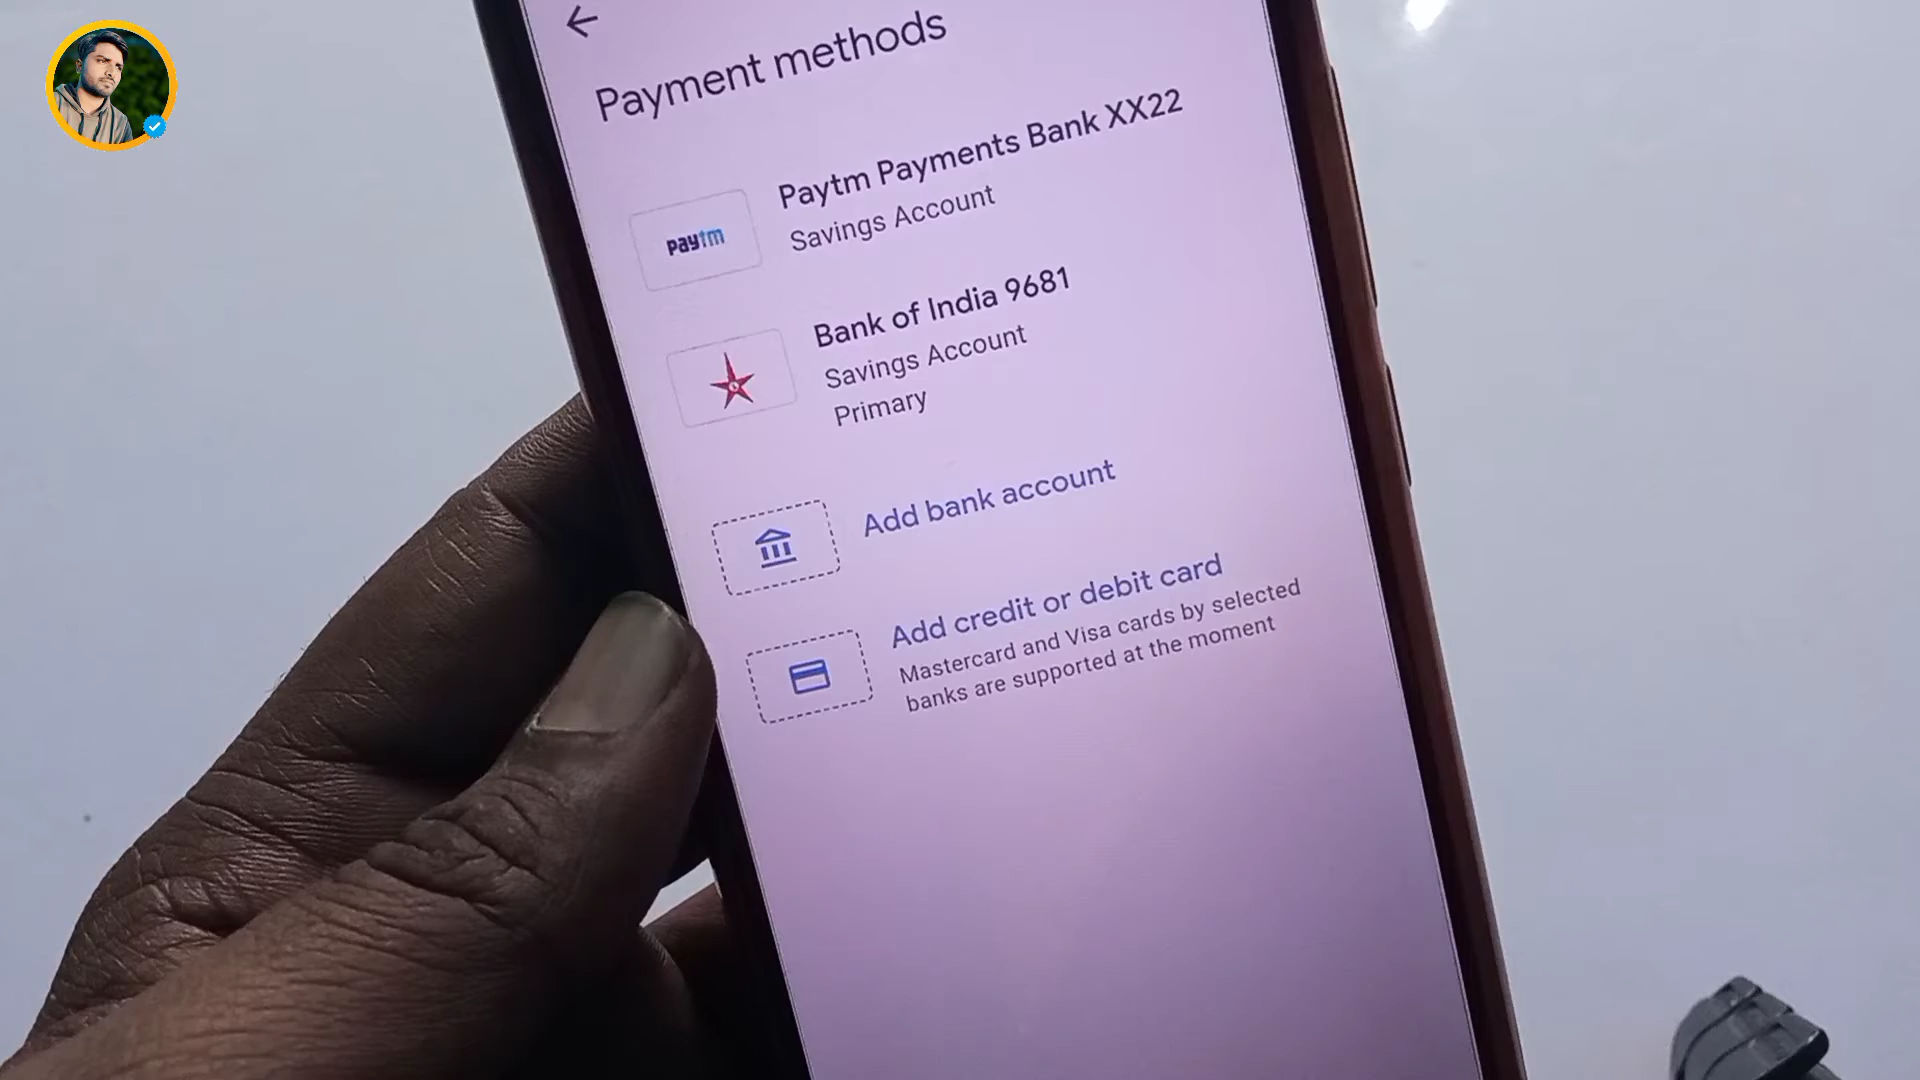 Payment methods
paytm
Paytm Payments Bank XX22
Savings Account
Bank of India 9681
Savings Account
Primary
Add bank account
Add credit or debit card
Mastercard and Visa cards by selected
banks are supported at the moment